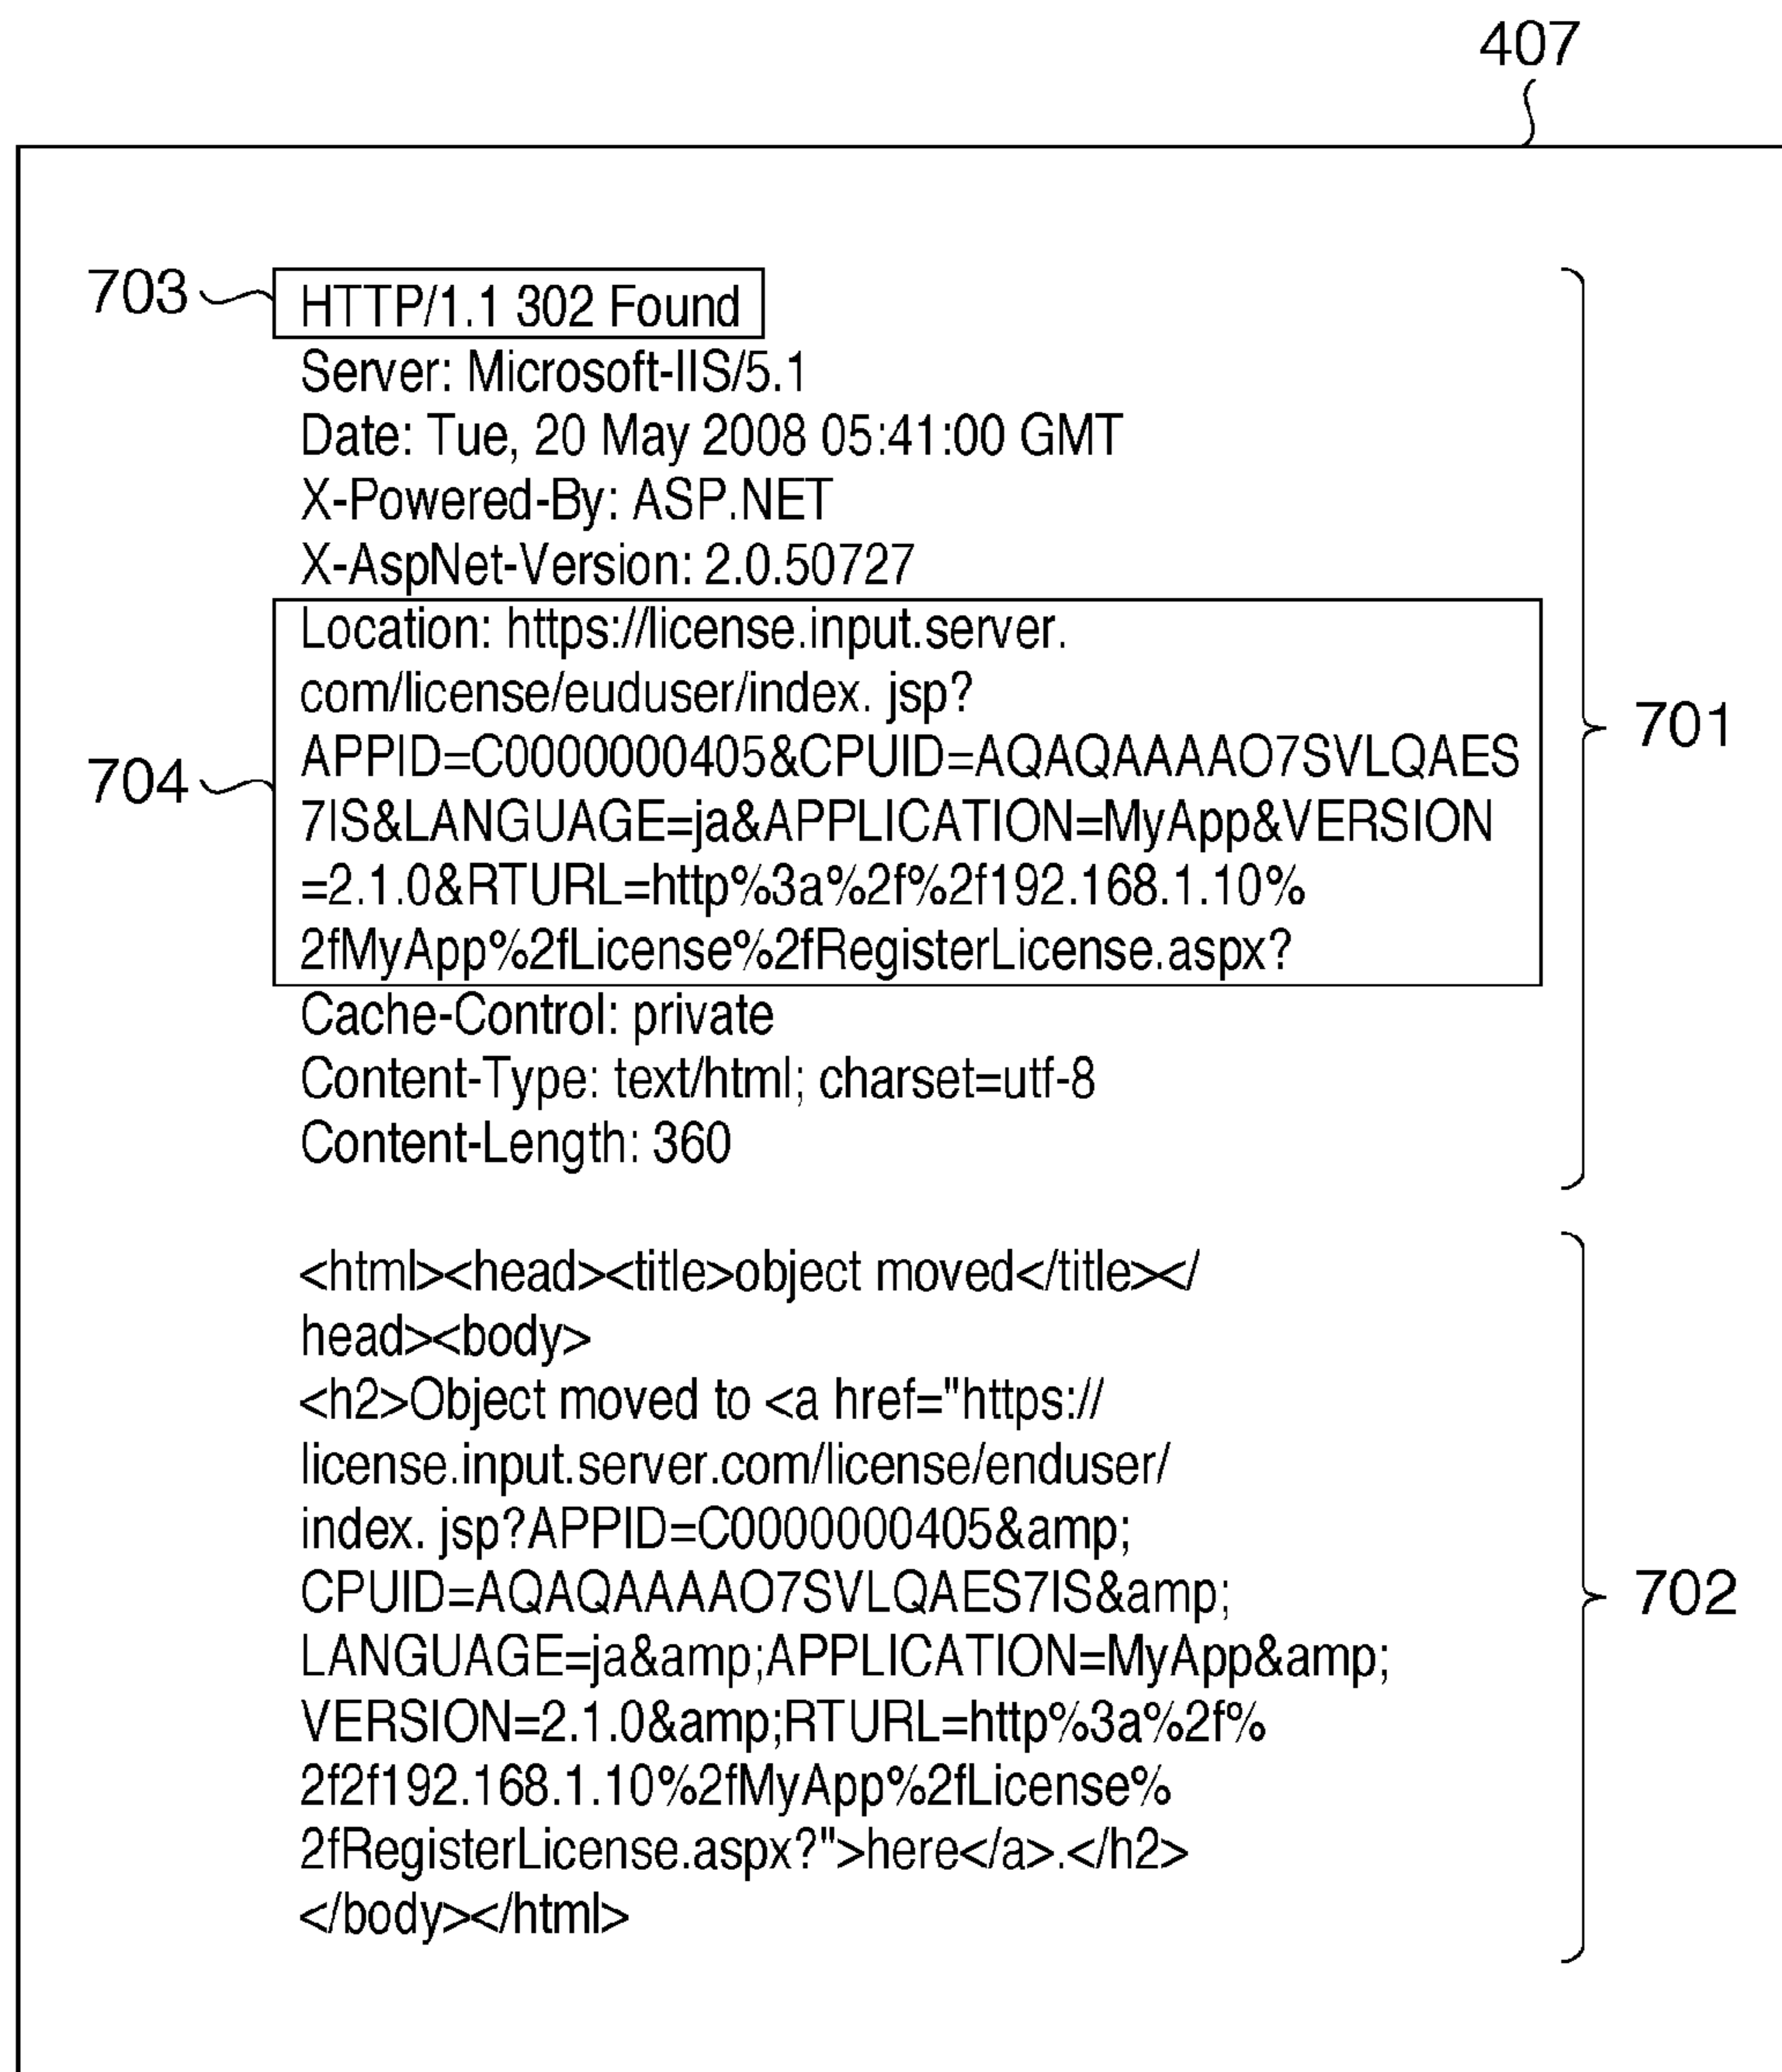 407
703
HTTP/1.1 302 Found
Server: Microsoft-IIS/5.1
Date: Tue, 20 May 2008 05:41:00 GMT
X-Powered-By: ASP.NET
X-AspNet-Version: 2.0.50727
Location: https://license.input.server.
com/license/euduser/index. jsp?
701
APPID=C0000000405&CPUID=AQAQAAAAO7SVLQAES
704
7IS&LANGUAGE=ja&APPLICATION=MyApp&VERSION
=2.1.0&RTURL=http%3a%2f%2f192.168.1.10%
2fMyApp%2fLicense%2fRegisterLicense.aspx?
Cache-Control: private
Content-Type: text/html; charset=utf-8
Content-Length: 360
<html><head><title>object moved</title></
head><body>
<h2>Object moved to <a href="https://
license.input.server.com/license/enduser/
index. jsp?APPID=C0000000405&amp;
CPUID=AQAQAAAAO7SVLQAES7IS&amp;
702
LANGUAGE=ja&amp;APPLICATION=MyApp&amp;
VERSION=2.1.0&amp;RTURL=http%3a%2f%
2f2f192.168.1.10%2fMyApp%2fLicense%
2fRegisterLicense.aspx?">here</a>.</h2>
</body></html>